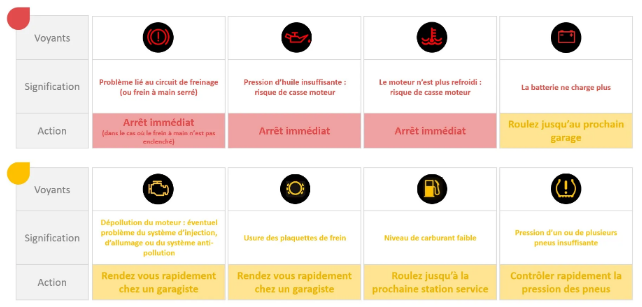 Voyants
Signification
Problème lié au circuit de freinage
(ou frein à main serré)
Pression d'huile insuffisante :
risque de casse moteur
Le moteur n'est plus refroidi :
risque de casse moteur
La batterie ne charge plus
Action
Arrêt immédiat
(dans le cas où le frein à main n'est pas
enclenché)
Arrêt immédiat
Arrêt immédiat
Roulez jusqu'au prochain
garage
Voyants
Signification
Dépollution du moteur : éventuel
problème du système d'injection,
d'allumage ou du système anti-
pollution
Usure des plaquettes de frein
Niveau de carburant faible
Pression d'un ou de plusieurs
pneus insuffisante
Action
Rendez vous rapidement
chez un garagiste
Rendez vous rapidement
chez un garagiste
Roulez jusqu'à la
prochaine station service
Contrôler rapidement la
pression des pneus